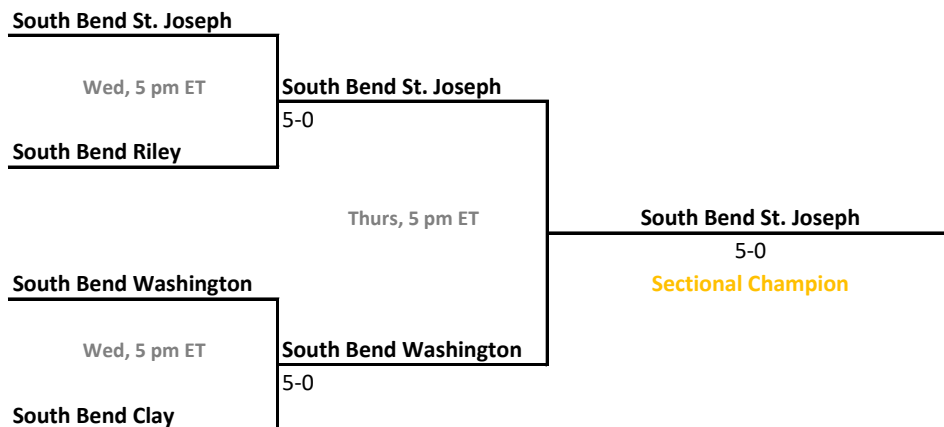 South Bend St. Joseph
Wed, 5 pm ET
South Bend St. Joseph
5-0
South Bend Riley
Thurs, 5 pm ET
South Bend St. Joseph
5-0
Sectional Champion
South Bend Washington
Wed, 5 pm ET
South Bend Washington
5-0
South Bend Clay